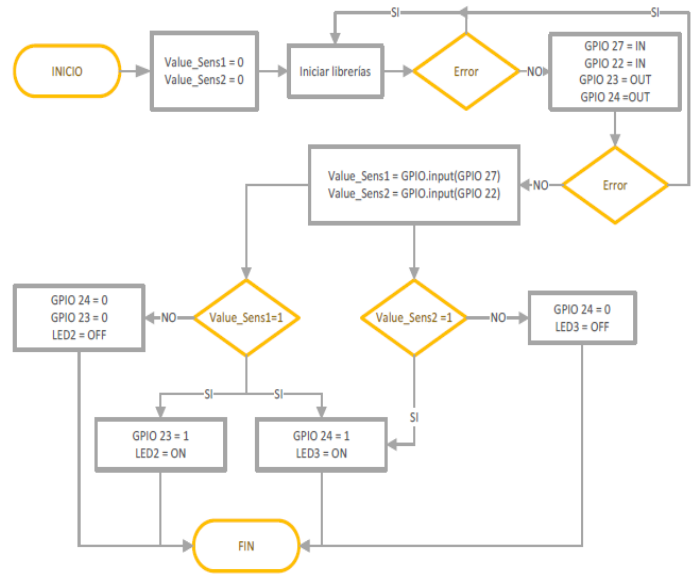 SI
SI
INICIO
Value_Sens1 = 0
Value_Sens2 = 0
Iniciar librerías
Error
NO
GPIO 27 = IN
GPIO 22 = IN
GPIO 23 = OUT
GPIO 24 =OUT
Value_Sens1 = GPIO.input(GPIO 27)
Value_Sens2 = GPIO.input(GPIO 22)
NO
Error
GPIO 24 = 0
GPIO 23 = 0
LED2 = OFF
NO
Value_Sens1=1
Value_Sens2 =1
NO
GPIO 24 = 0
LED3 = OFF
SI
SI
SI
GPIO 23 = 1
LED2 = ON
GPIO 24 = 1
LED3 = ON
FIN